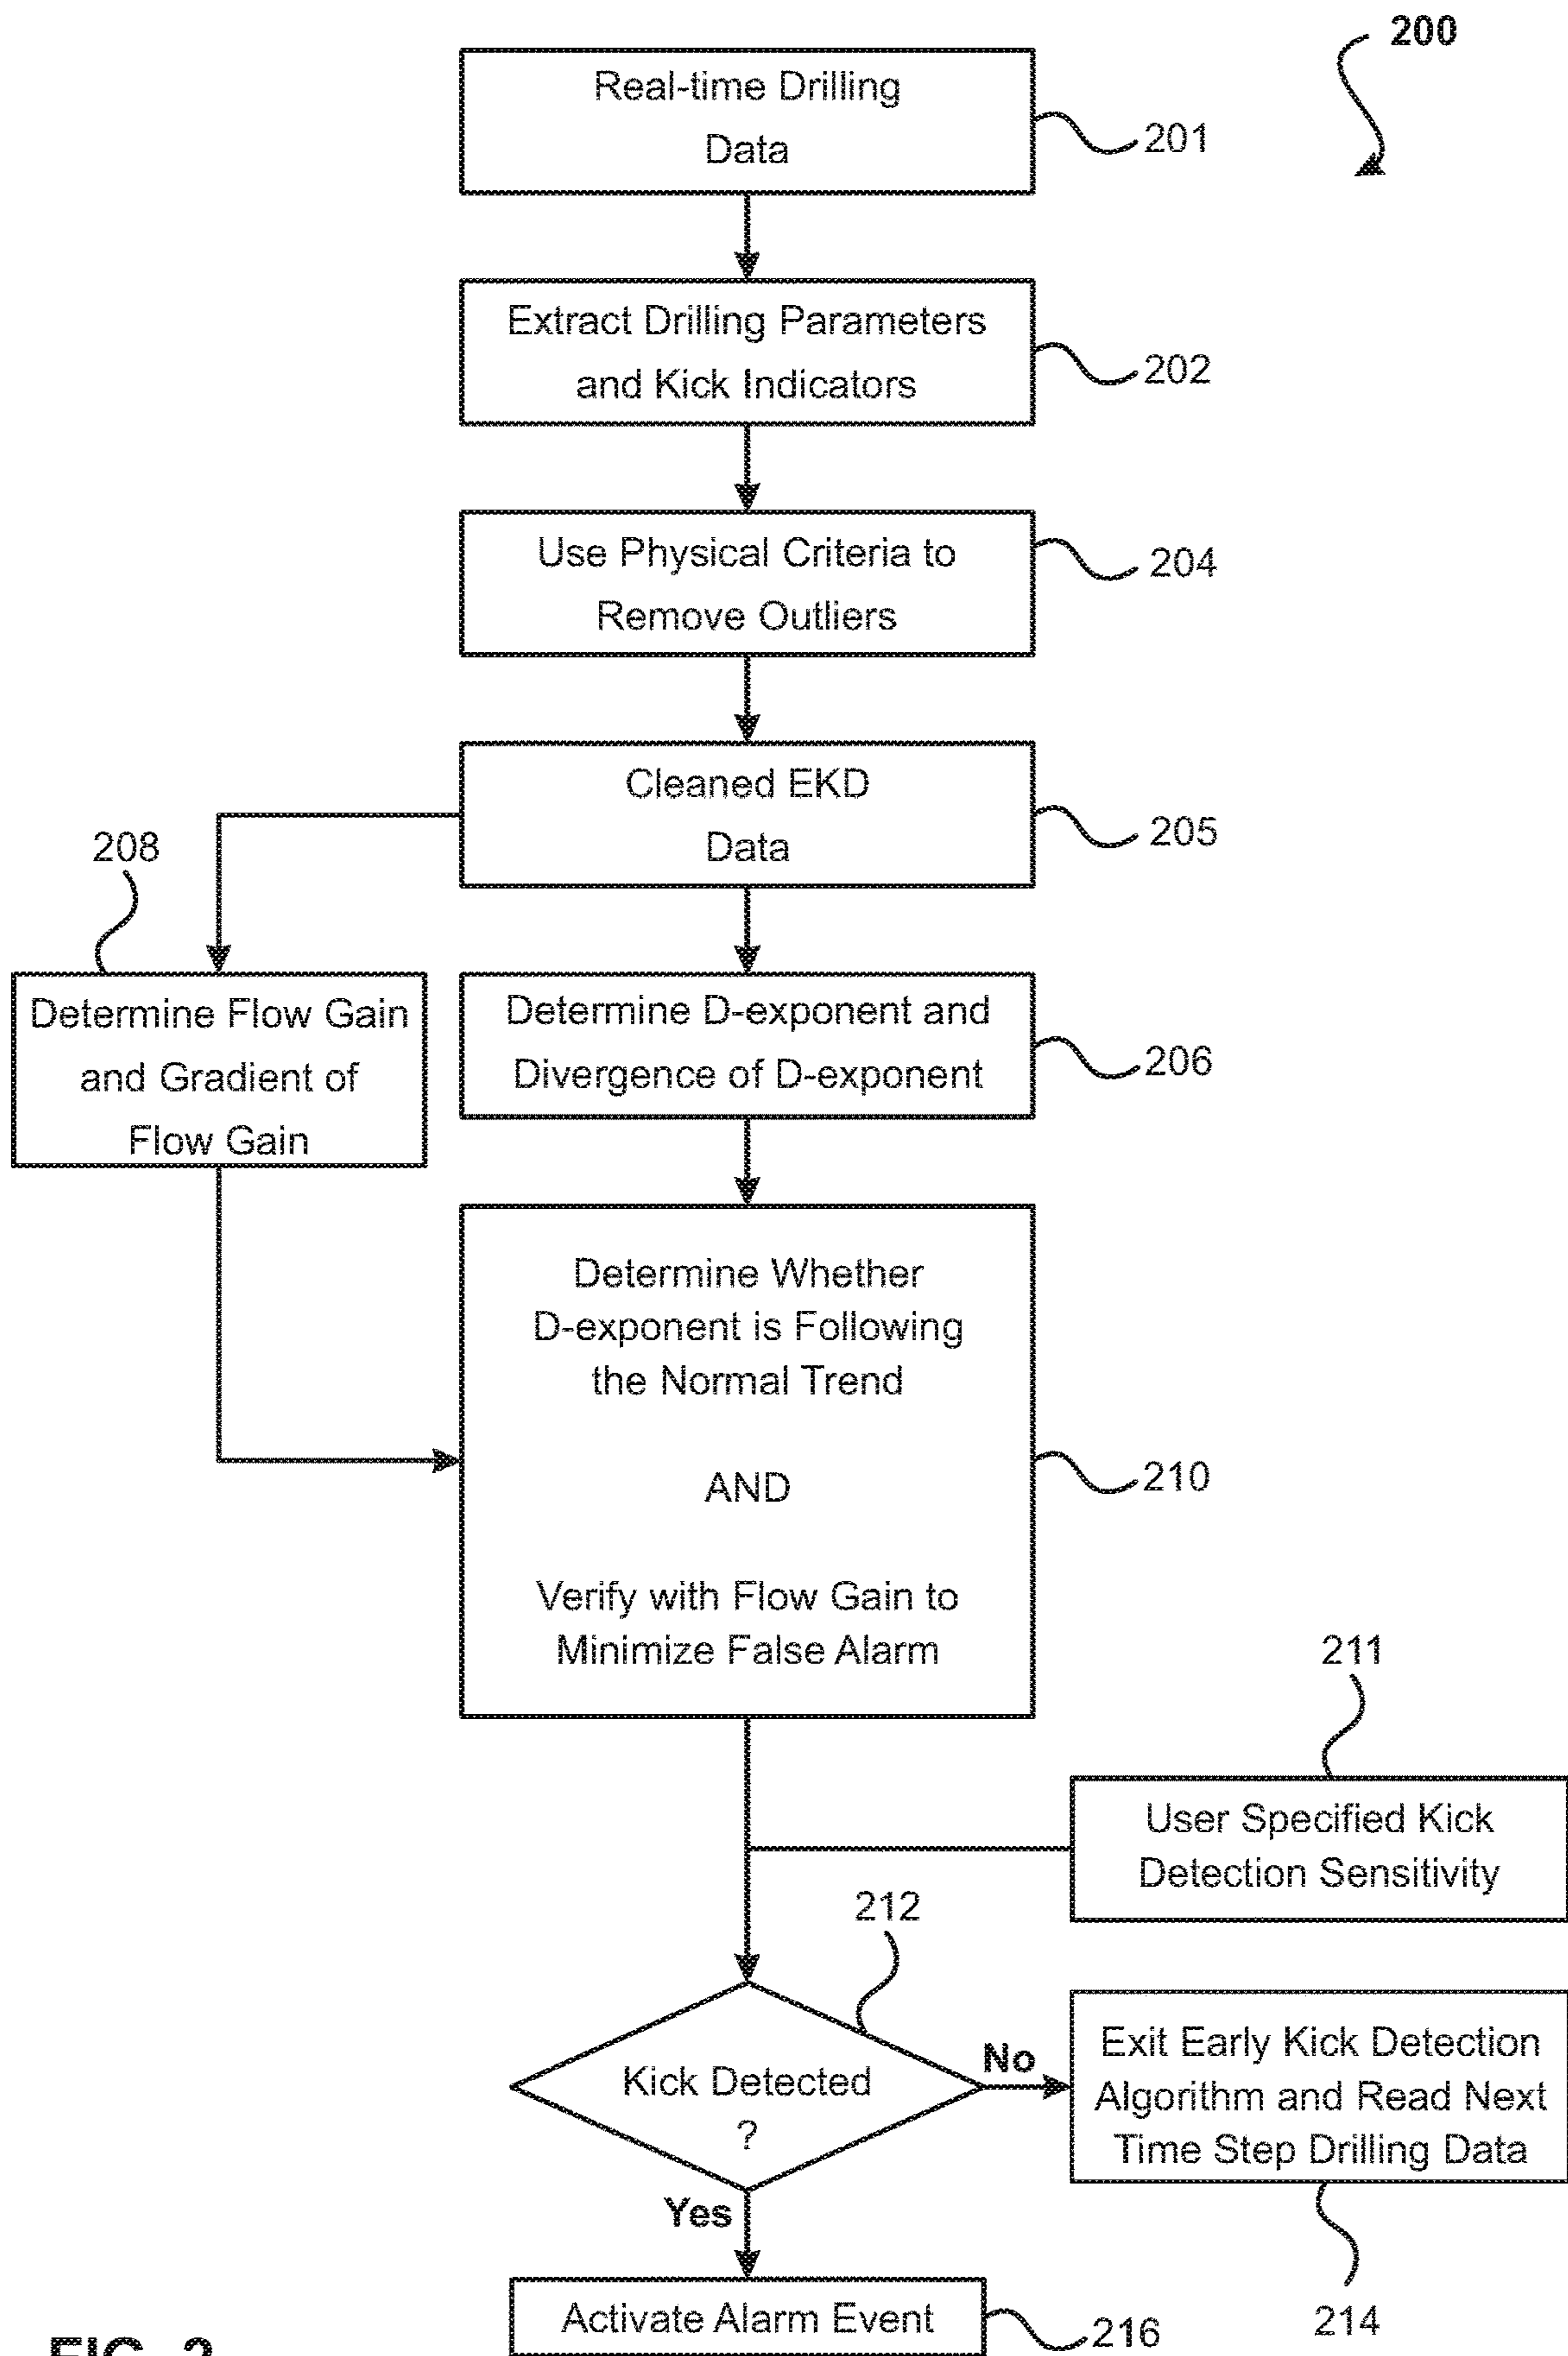 200
Real-time Drilling
Data
201
Extract Drilling Parameters
and Kick Indicators
202
Use Physical Criteria to
Remove Outliers
204
Cleaned EKD
Data
205
208
Determine Flow Gain
and Gradient of
Flow Gain
Determine D-exponent and
Divergence of D-exponent
206
Determine Whether
D-exponent is Following
the Normal Trend
AND
Verify with Flow Gain to
Minimize False Alarm
210
211
User Specified Kick
Detection Sensitivity
212
Kick Detected
?
No
Exit Early Kick Detection
Algorithm and Read Next
Time Step Drilling Data
214
Yes
Activate Alarm Event
216
FIG. 2